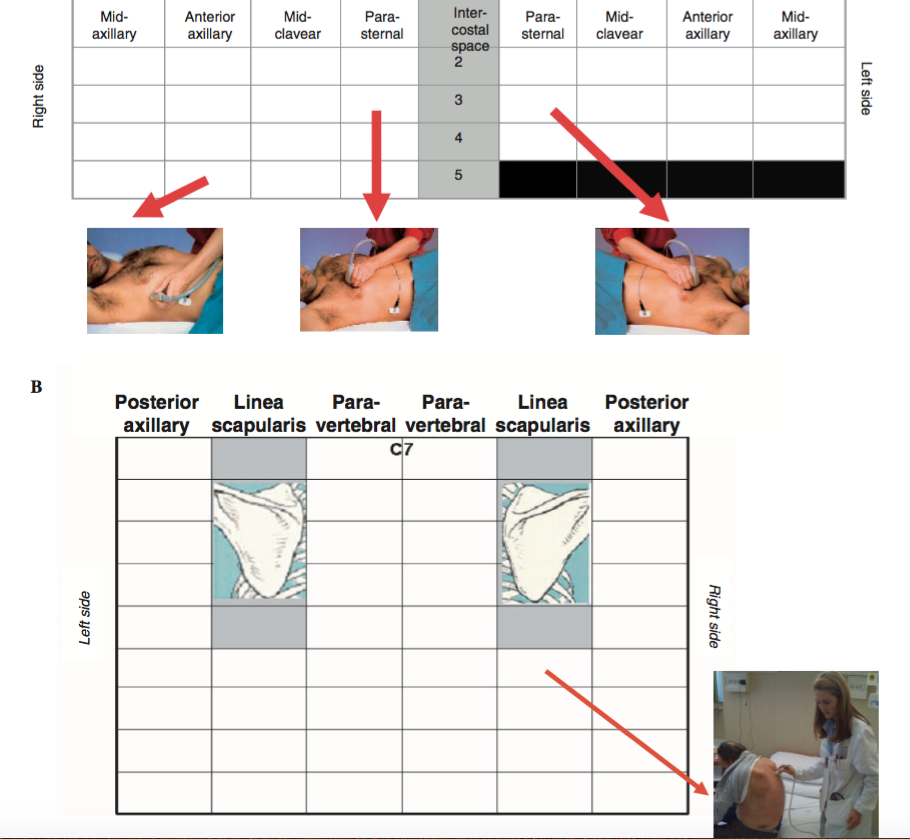 Mid-
axillary
Anterior
axillary
Mid-
clavear
Para-
sternal
Inter-
costal
space
Para-
sternal
Mid-
clavear
Anterior
axillary
Mid-
axillary
Right side
2
3
4
5
Left side
B
Posterior
axillary
Linea
scapularis
Para-
vertebral
Para-
vertebral
Linea
scapularis
Posterior
axillary
C7
Left side
Right side